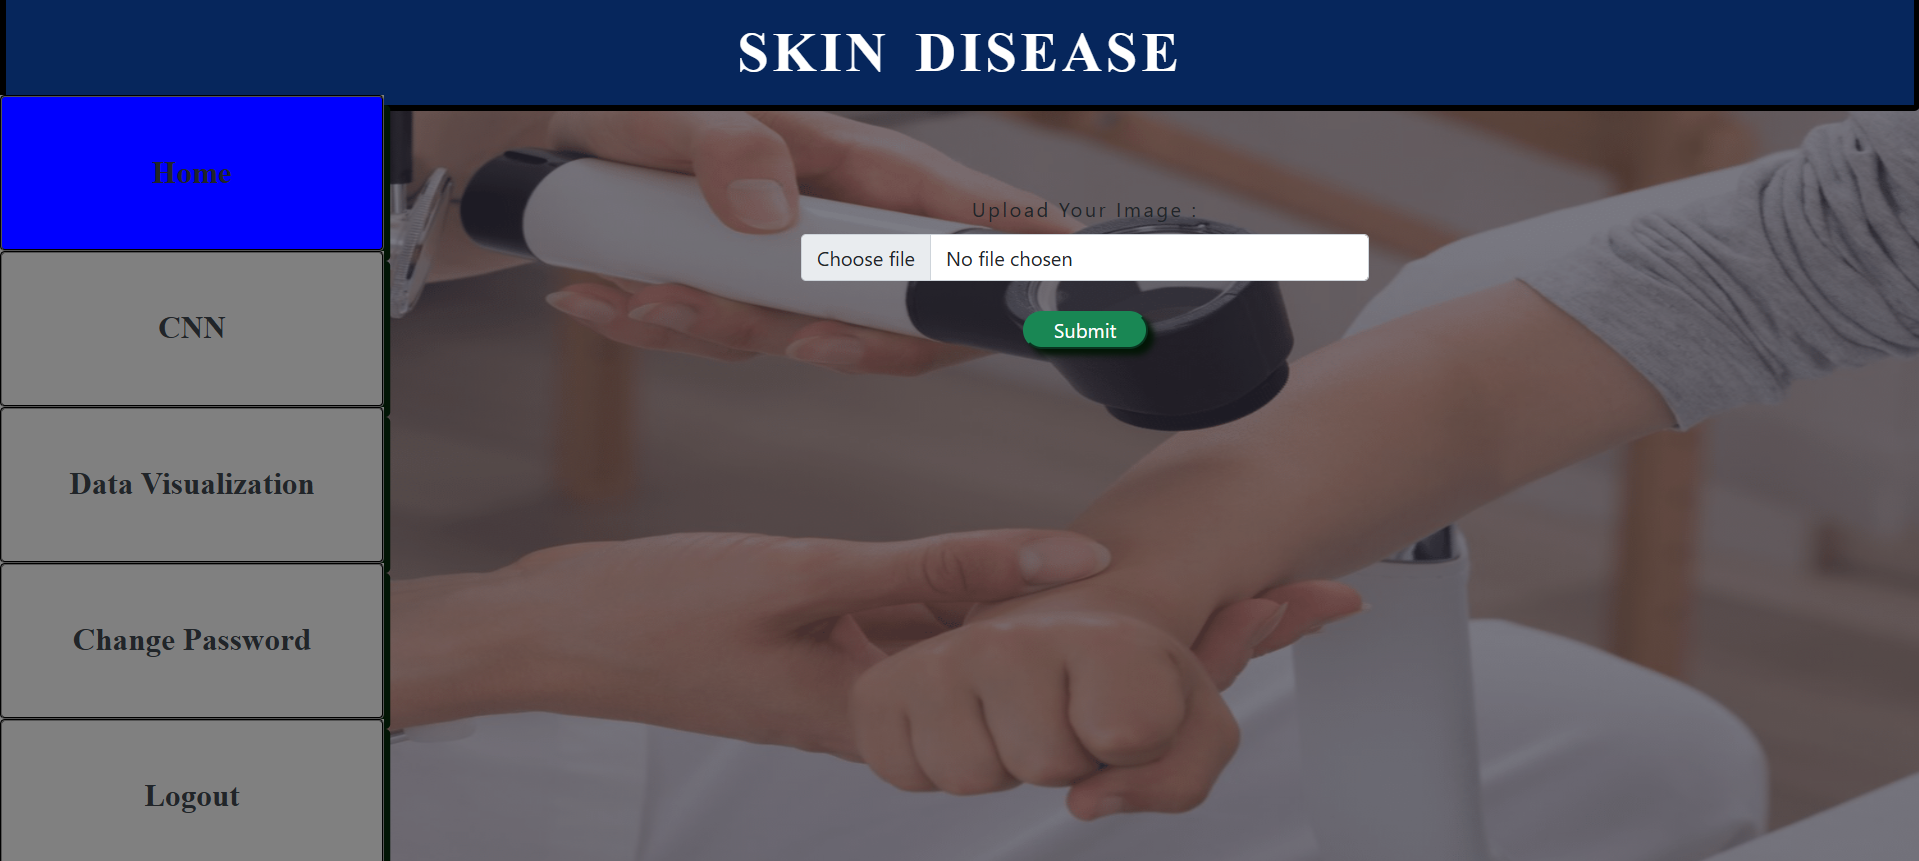 SKIN DISEASE
Home
CNN
Data Visualization
Change Password
Logout
Upload Your Image :
Choose file No file chosen
Submit